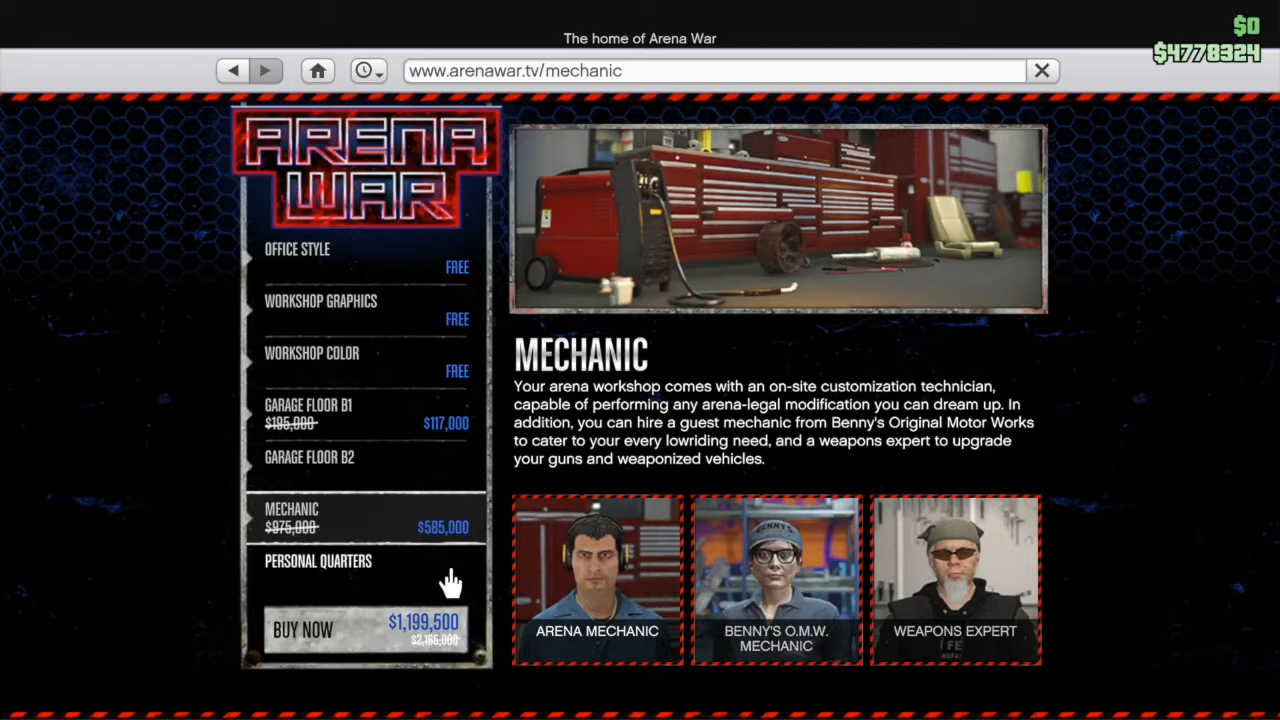 The home of Arena War
$0
$4778324
www.arenawar.tv/mechanic
ARENA
WAR
OFFICE STYLE
FREE
WORKSHOP GRAPHICS
FREE
WORKSHOP COLOR
FREE
GARAGE FLOOR B1
$195,000 $117,000
GARAGE FLOOR B2
MECHANIC
$975,000 $585,000
PERSONAL QUARTERS
BUY NOW $1,199,500
$2,165,000
MECHANIC
Your arena workshop comes with an on-site customization technician,
capable of performing any arena-legal modification you can dream up. In
addition, you can hire a guest mechanic from Benny's Original Motor Works
to cater to your every lowriding need, and a weapons expert to upgrade
your guns and weaponized vehicles.
ARENA MECHANIC
BENNY'S O.M.W.
MECHANIC
WEAPONS EXPERT